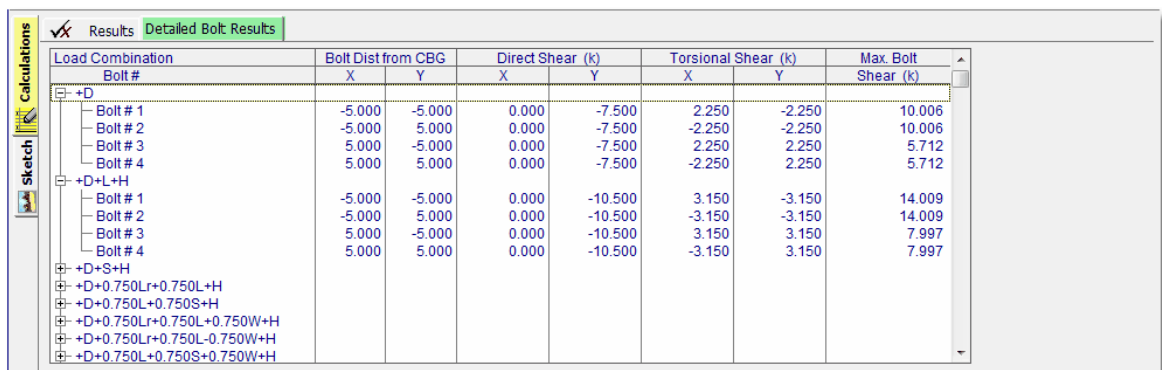 Results Detailed Bolt Results
Calculations
Sketch
Load Combination Bolt Dist from CBG Direct Shear (k) Torsional Shear (k) Max. Bolt
Bolt # X Y X Y X Y Shear (k)
+D
Bolt # 1 -5.000 -5.000 0.000 -7.500 2.250 -2.250 10.006
Bolt # 2 -5.000 5.000 0.000 -7.500 -2.250 -2.250 10.006
Bolt # 3 5.000 -5.000 0.000 -7.500 2.250 2.250 5.712
Bolt # 4 5.000 5.000 0.000 -7.500 -2.250 2.250 5.712
+D+L+H
Bolt # 1 -5.000 -5.000 0.000 -10.500 3.150 -3.150 14.009
Bolt # 2 -5.000 5.000 0.000 -10.500 -3.150 -3.150 14.009
Bolt # 3 5.000 -5.000 0.000 -10.500 3.150 3.150 7.997
Bolt # 4 5.000 5.000 0.000 -10.500 -3.150 3.150 7.997
+D+S+H
+D+0.750Lr+0.750L+H
+D+0.750L+0.750S+H
+D+0.750Lr+0.750L+0.750W+H
+D+0.750Lr+0.750L-0.750W+H
+D+0.750L+0.750S+0.750W+H